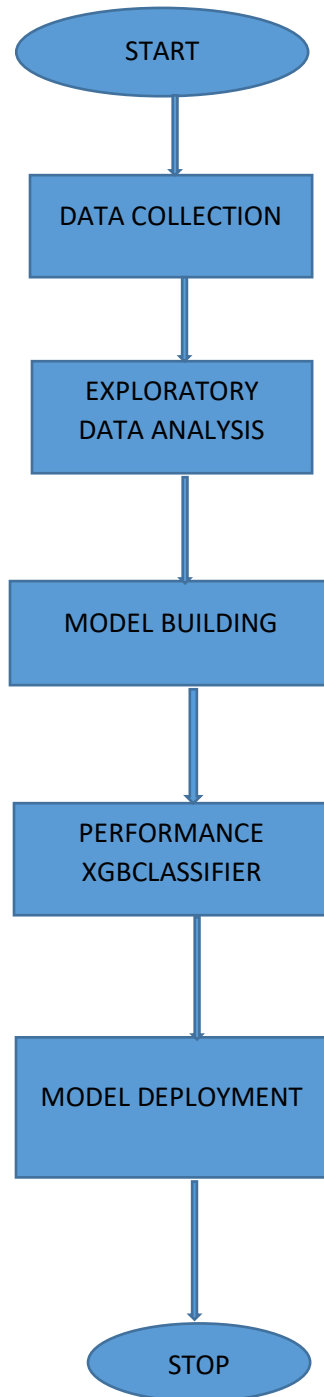 START
DATA COLLECTION
EXPLORATORY
DATA ANALYSIS
MODEL BUILDING
PERFORMANCE
XGBCLASSIFIER
MODEL DEPLOYMENT
STOP